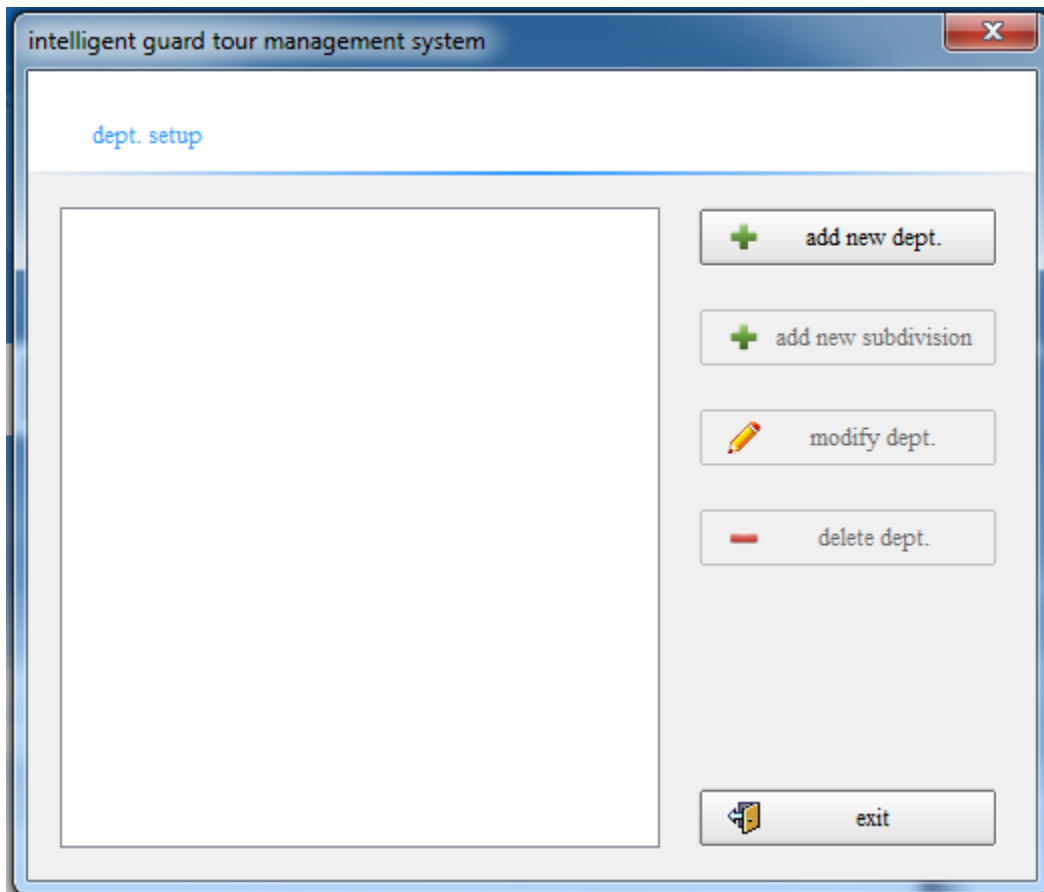 intelligent guard tour management system
dept. setup
add new dept.
add new subdivision
modify dept.
delete dept.
exit